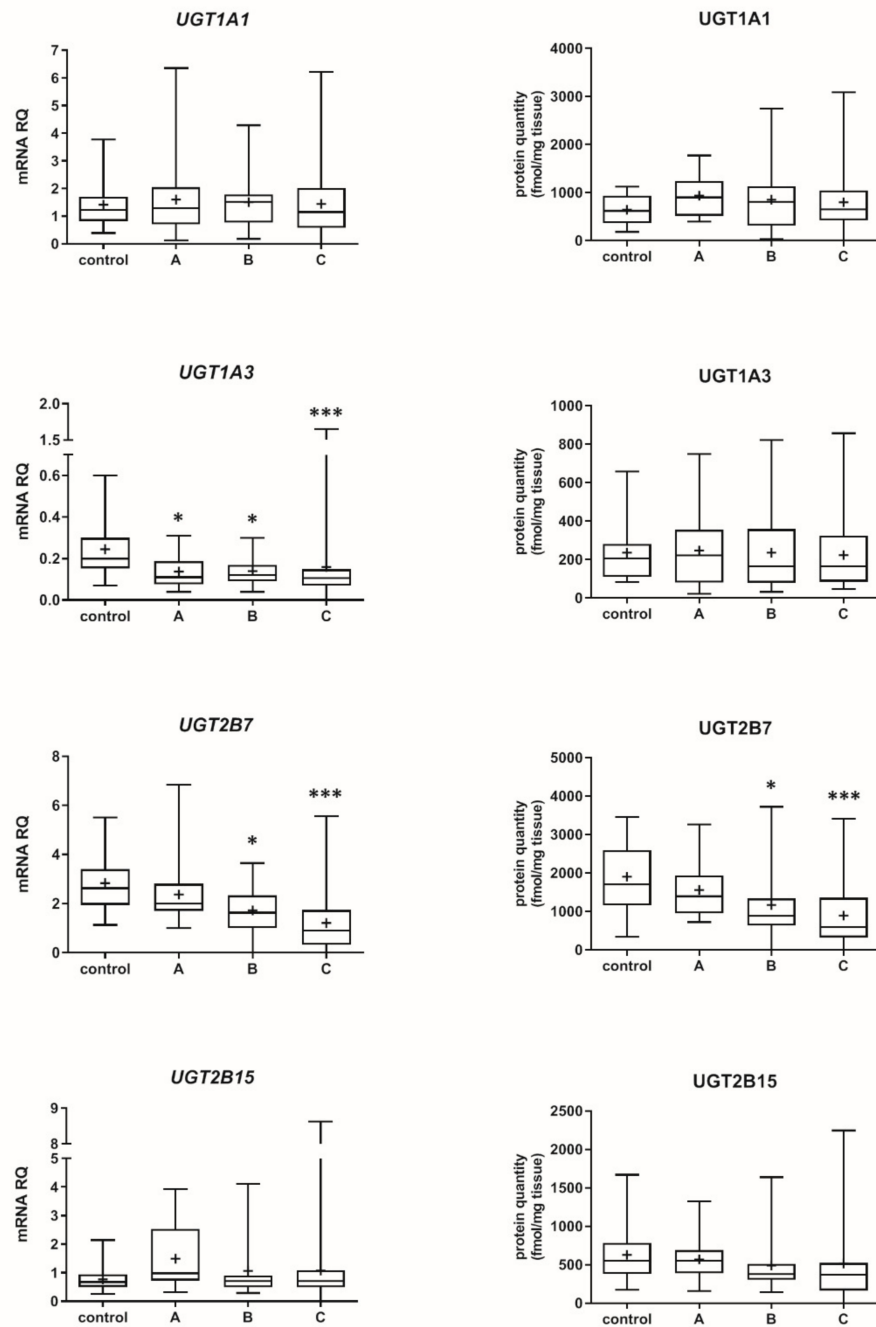 UGT1A1
UGT1A1
mRNA RQ
7
6
5
4
3
2
1
0
control A B C
protein quantity
(fmol/mg tissue)
4000
3000
2000
1000
0
control A B C
UGT1A3
UGT1A3
mRNA RQ
2.0
1.5
0.6
0.4
0.2
0.0
* * ***
control A B C
protein quantity
(fmol/mg tissue)
1000
800
600
400
200
0
control A B C
UGT2B7
UGT2B7
mRNA RQ
8
6
4
2
0
* ***
control A B C
protein quantity
(fmol/mg tissue)
5000
4000
3000
2000
1000
0
* ***
control A B C
UGT2B15
UGT2B15
mRNA RQ
9
8
5
4
3
2
1
0
control A B C
protein quantity
(fmol/mg tissue)
2500
2000
1500
1000
500
0
control A B C